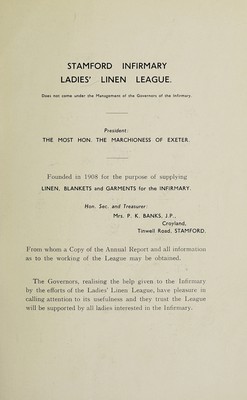 STAMFORD INFIRMARY
LADIES' LINEN LEAGUE.
Does not come under the Management of the Governors of the Infirmary.
President:
THE MOST HON. THE MARCHIONESS OF EXETER.
Founded in 1908 for the purpose of supplying
LINEN, BLANKETS and GARMENTS for the INFIRMARY.
Hon. Sec. and Treasurer:
Mrs. P. K. BANKS, J.P.,
Croyland,
Tinwell Road, STAMFORD.
From whom a Copy of the Annual Report and all information
as to the working of the League may be obtained.
The Governors, realising the help given to the Infirmary
by the efforts of the Ladies' Linen League, have pleasure in
calling attention to its usefulness and they trust the League
will be supported by all ladies interested in the Infirmary.